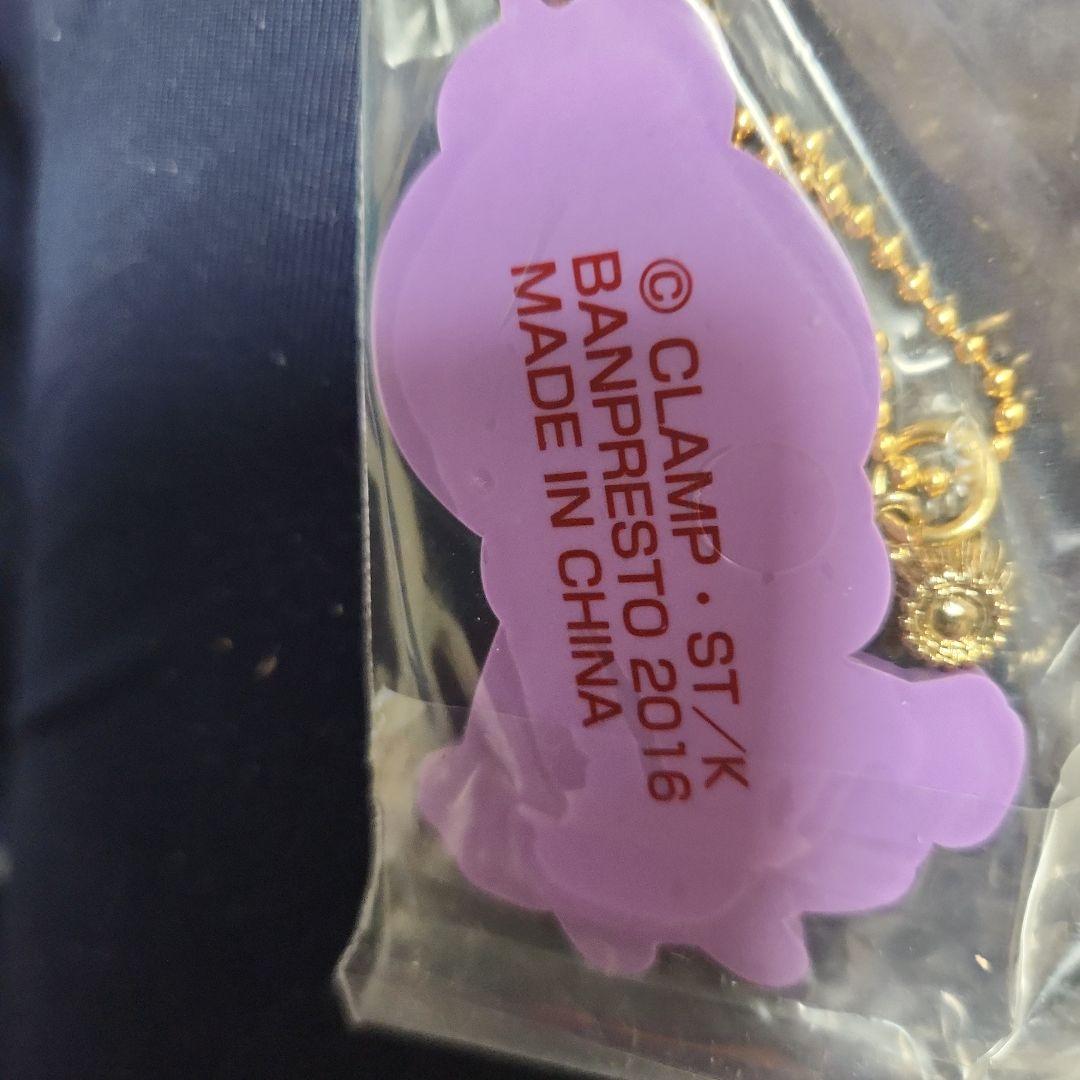 © CLAMP・ST／K
BANPRESTO 2016
MADE IN CHINA